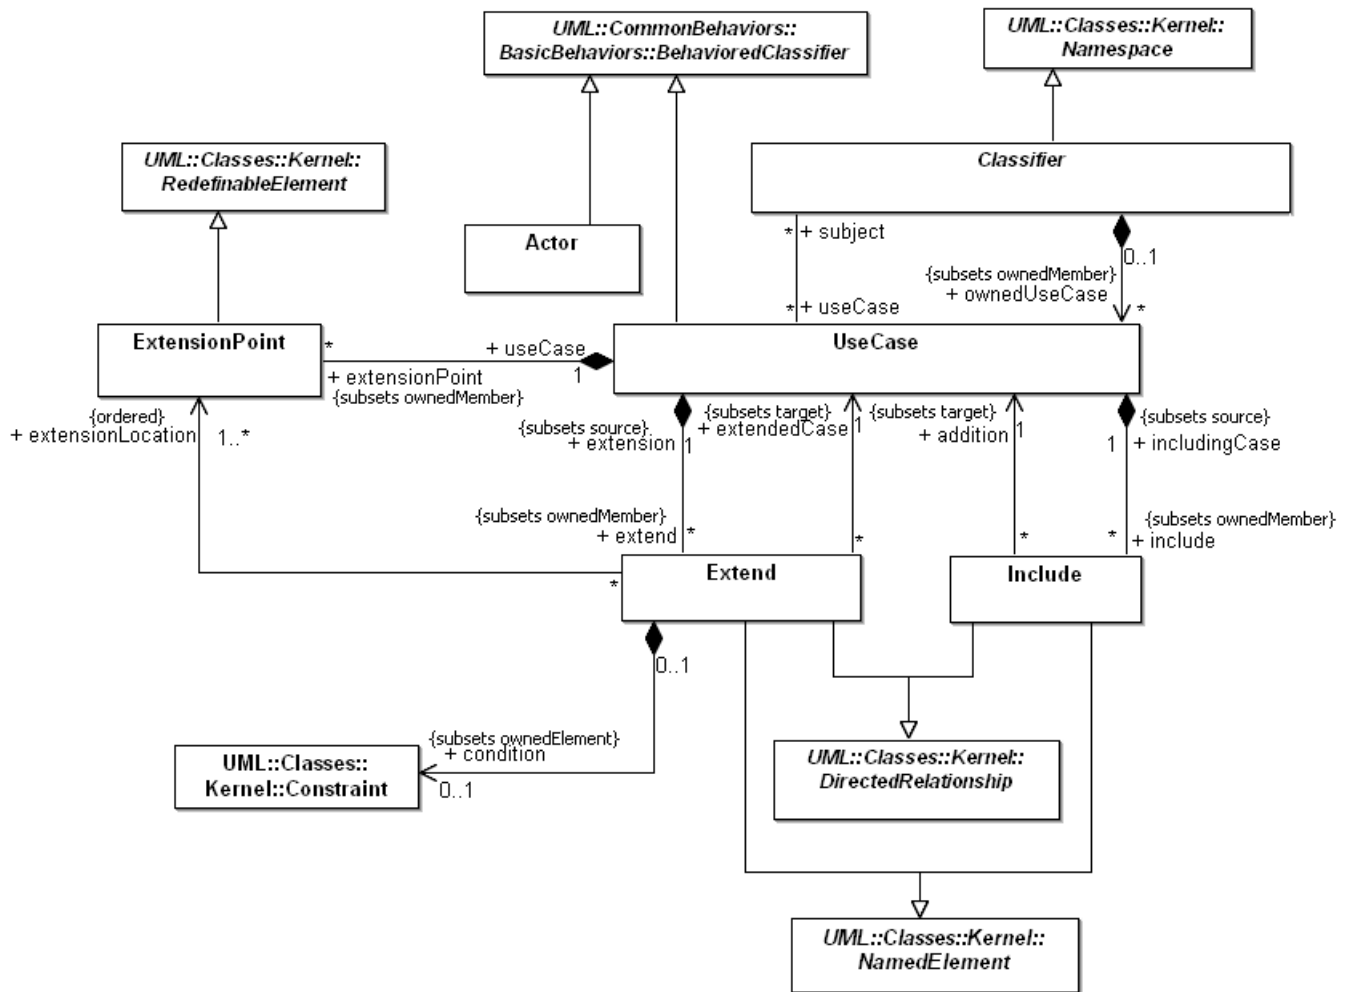 UML::CommonBehaviors::
BasicBehaviors::BehavioredClassifier
UML::Classes::Kernel::
Namespace
UML::Classes::Kernel::
RedefinableElement
Classifier
Actor
* + subject
0..1
{subsets ownedMember}
+ ownedUseCase
*
* + useCase
ExtensionPoint
*
+ useCase
1
+ extensionPoint
{subsets ownedMember}
UseCase
{ordered}
+ extensionLocation
1..*
{subsets source}
+ extension
1
{subsets target}
+ extendedCase
1
{subsets target}
+ addition
1
{subsets source}
1
+ includingCase
{subsets ownedMember}
+ extend
*
*
*
*
{subsets ownedMember}
+ include
Extend
*
Include
0..1
{subsets ownedElement}
+ condition
0..1
UML::Classes::
Kernel::Constraint
UML::Classes::Kernel::
DirectedRelationship
UML::Classes::Kernel::
NamedElement